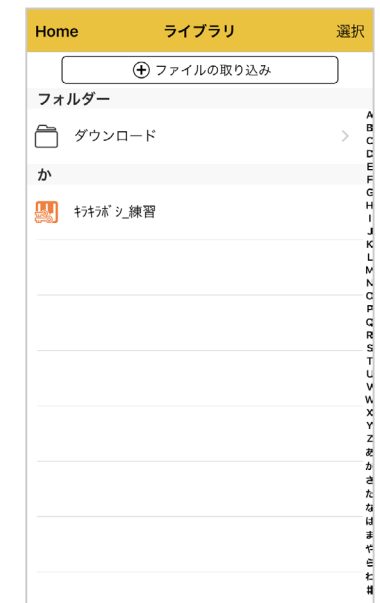 Home ライブラリ 選択
ファイルの取り込み
フォルダー
ダウンロード
か
ｷﾗｷﾗﾎﾞｼ_練習
A
B
C
D
E
F
G
H
I
J
K
L
M
N
O
P
Q
R
S
T
U
V
W
X
Y
Z
あ
か
さ
た
な
は
ま
や
ら
わ
#